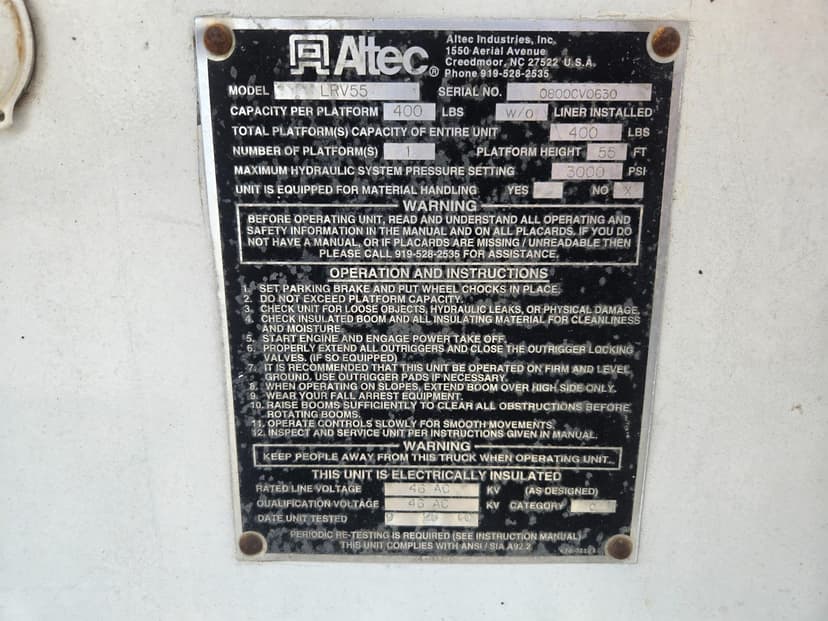 Altec®
Altec Industries, Inc.
1550 Aerial Avenue
Creedmoor, NC 27522 U.S.A.
Phone 919-528-2535
MODEL LRV55 SERIAL NO. 0800CV0630
CAPACITY PER PLATFORM 400 LBS W/O LINER INSTALLED
TOTAL PLATFORM(S) CAPACITY OF ENTIRE UNIT 400 LBS
NUMBER OF PLATFORM(S) 1 PLATFORM HEIGHT 55 FT
MAXIMUM HYDRAULIC SYSTEM PRESSURE SETTING 3000 PSI
UNIT IS EQUIPPED FOR MATERIAL HANDLING YES NO X
WARNING
BEFORE OPERATING UNIT, READ AND UNDERSTAND ALL OPERATING AND
SAFETY INFORMATION IN THE MANUAL AND ON ALL PLACARDS. IF YOU DO
NOT HAVE A MANUAL, OR IF PLACARDS ARE MISSING / UNREADABLE THEN
PLEASE CALL 919-528-2535 FOR ASSISTANCE.
OPERATION AND INSTRUCTIONS
1. SET PARKING BRAKE AND PUT WHEEL CHOCKS IN PLACE.
2. DO NOT EXCEED PLATFORM CAPACITY.
3. CHECK UNIT FOR LOOSE OBJECTS, HYDRAULIC LEAKS, OR PHYSICAL DAMAGE.
4. CHECK INSULATED BOOM AND ALL INSULATING MATERIAL FOR CLEANLINESS
AND MOISTURE.
5. START ENGINE AND ENGAGE POWER TAKE OFF.
6. PROPERLY EXTEND ALL OUTRIGGERS AND CLOSE THE OUTRIGGER LOCKING
VALVES. (IF SO EQUIPPED)
7. IT IS RECOMMENDED THAT THIS UNIT BE OPERATED ON FIRM AND LEVEL
GROUND. USE OUTRIGGER PADS IF NECESSARY.
8. WHEN OPERATING ON SLOPES, EXTEND BOOM OVER HIGH SIDE ONLY.
9. WEAR YOUR FALL ARREST EQUIPMENT.
10. RAISE BOOMS SUFFICIENTLY TO CLEAR ALL OBSTRUCTIONS BEFORE
ROTATING BOOMS.
11. OPERATE CONTROLS SLOWLY FOR SMOOTH MOVEMENTS.
12. INSPECT AND SERVICE UNIT PER INSTRUCTIONS GIVEN IN MANUAL.
WARNING
KEEP PEOPLE AWAY FROM THIS TRUCK WHEN OPERATING UNIT.
THIS UNIT IS ELECTRICALLY INSULATED
RATED LINE VOLTAGE 46 AC KV (AS DESIGNED)
QUALIFICATION VOLTAGE 46 AC KV CATEGORY C
DATE UNIT TESTED
PERIODIC RE-TESTING IS REQUIRED (SEE INSTRUCTION MANUAL)
THIS UNIT COMPLIES WITH ANSI / SIA A92.2